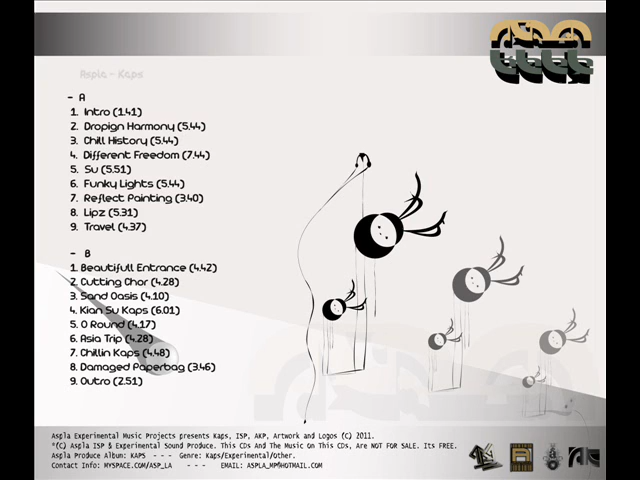 Aspla - Kaps
- A
1. Intro (1.41)
2. Dropign Harmony (5.44)
3. Chill History (5.44)
4. Different Freedom (7.44)
5. Su (5.51)
6. Funky Lights (5.44)
7. Reflect Painting (3.40)
8. Lipz (5.31)
9. Travel (4.37)
- B
1. Beautifull Entrance (4.42)
2. Cutting Chor (4.28)
3. Sand Oasis (4.10)
4. Kian Su Kaps (6.01)
5. O Round (4.17)
6. Asia Trip (4.28)
7. Chillin Kaps (4.48)
8. Damaged Paperbag (3.46)
9. Outro (2.51)
Aspla Experimental Music Projects presents Kaps, ISP, AKP, Artwork and Logos (C) 2011.
*(C) Aspla ISP & Experimental Sound Produce. This CDs And The Music On This CDs, Are NOT FOR SALE. Its FREE.
Aspla Produce Album: KAPS - - - Genre: Kaps/Experimental/Other.
Contact Info: MYSPACE.COM/ASP_LA - - - EMAIL: ASPLA_MP@HOTMAIL.COM